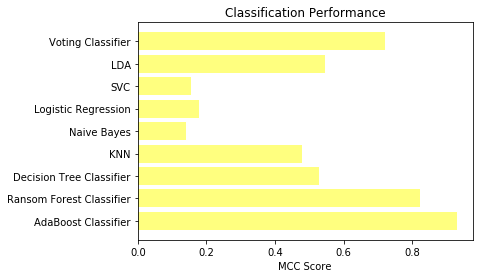 Classification Performance
Voting Classifier
LDA
SVC
Logistic Regression
Naive Bayes
KNN
Decision Tree Classifier
Ransom Forest Classifier
AdaBoost Classifier
0.0 0.2 0.4 0.6 0.8
MCC Score